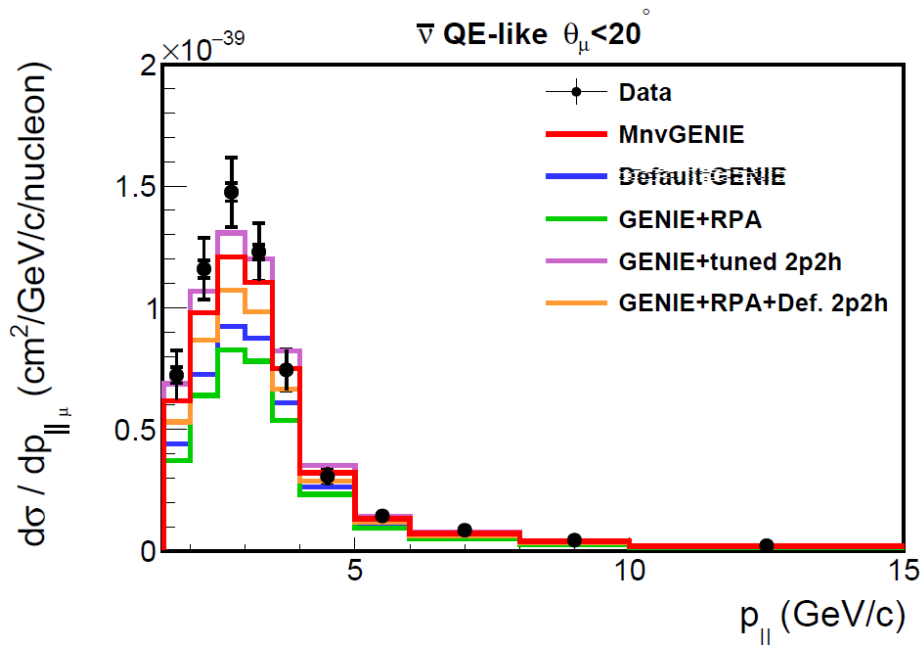 ν̅ QE-like θμ<20°
×10⁻³⁹
dσ / dp∥μ (cm²/GeV/c/nucleon)
2
1.5
1
0.5
0
Data
MnvGENIE
Default GENIE
GENIE+RPA
GENIE+tuned 2p2h
GENIE+RPA+Def. 2p2h
5
10
15
p∥ (GeV/c)